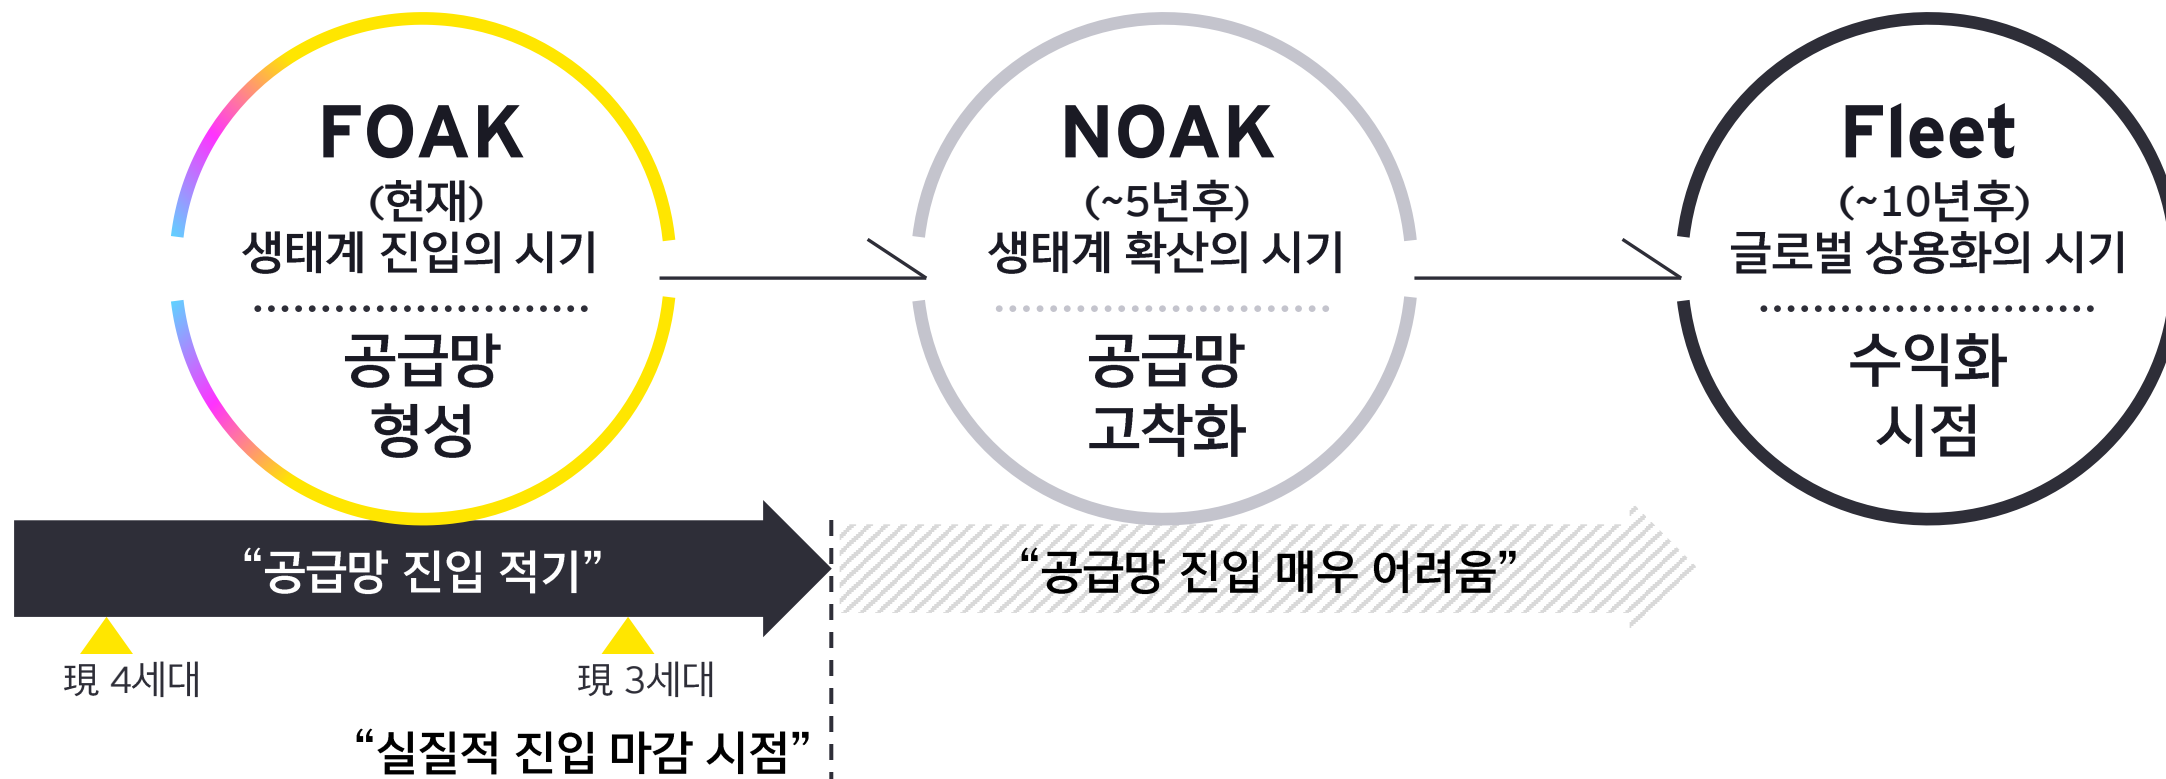 FOAK
(현재)
생태계 진입의 시기
공급망
형성
NOAK
(~5년후)
생태계 확산의 시기
공급망
고착화
Fleet
(~10년후)
글로벌 상용화의 시기
수익화
시점
“공급망 진입 적기”
“공급망 진입 매우 어려움”
現 4세대
現 3세대
“실질적 진입 마감 시점”